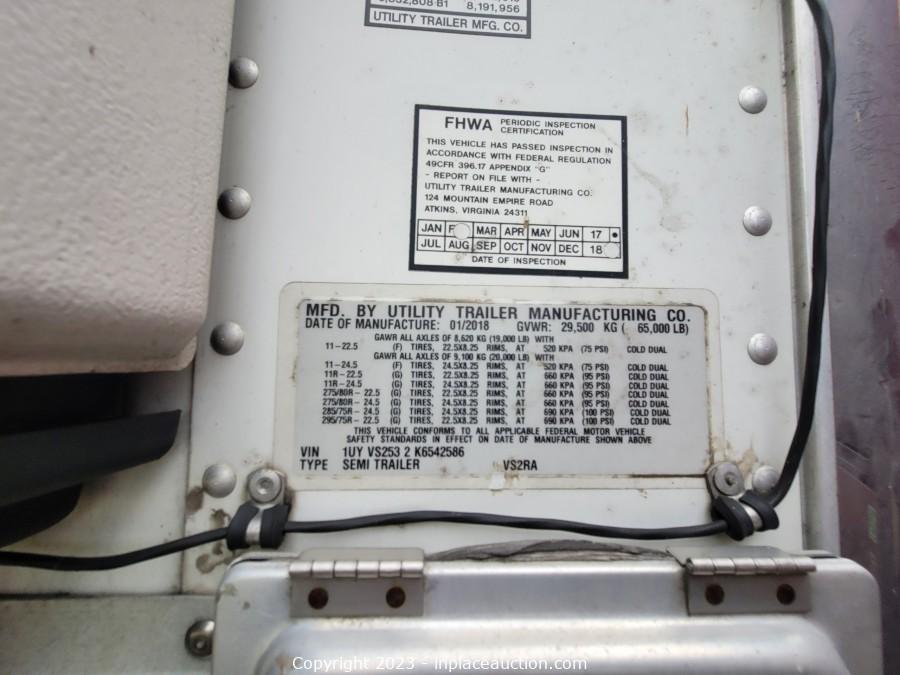 8,191,956
UTILITY TRAILER MFG. CO.
FHWA PERIODIC INSPECTION CERTIFICATION
THIS VEHICLE HAS PASSED INSPECTION IN
ACCORDANCE WITH FEDERAL REGULATION
49CFR 396.17 APPENDIX "G"
- REPORT ON FILE WITH -
UTILITY TRAILER MANUFACTURING CO.
124 MOUNTAIN EMPIRE ROAD
ATKINS, VIRGINIA 24311
JAN MAR APR MAY JUN 17
JUL AUG SEP OCT NOV DEC 18
DATE OF INSPECTION
MFD. BY UTILITY TRAILER MANUFACTURING CO.
DATE OF MANUFACTURE: 01/2018 GVWR: 29,500 KG ( 65,000 LB)
GAWR ALL AXLES OF 8,620 KG (19,000 LB) WITH
11-22.5 (F) TIRES, 22.5X8.25 RIMS, AT 520 KPA (75 PSI) COLD DUAL
GAWR ALL AXLES OF 9,100 KG (20,000 LB) WITH
11-24.5 (F) TIRES, 24.5X8.25 RIMS, AT 520 KPA (75 PSI) COLD DUAL
11R-22.5 (G) TIRES, 22.5X8.25 RIMS, AT 660 KPA (95 PSI) COLD DUAL
11R-24.5 (G) TIRES, 24.5X8.25 RIMS, AT 660 KPA (95 PSI) COLD DUAL
275/80R-22.5 (G) TIRES, 22.5X8.25 RIMS, AT 660 KPA (95 PSI) COLD DUAL
275/80R-24.5 (G) TIRES, 24.5X8.25 RIMS, AT 660 KPA (95 PSI) COLD DUAL
285/75R-24.5 (G) TIRES, 24.5X8.25 RIMS, AT 690 KPA (100 PSI) COLD DUAL
295/75R-22.5 (G) TIRES, 22.5X8.25 RIMS, AT 690 KPA (100 PSI) COLD DUAL
THIS VEHICLE CONFORMS TO ALL APPLICABLE FEDERAL MOTOR VEHICLE
SAFETY STANDARDS IN EFFECT ON DATE OF MANUFACTURE SHOWN ABOVE
VIN 1UY VS253 2 K6542586
TYPE SEMI TRAILER VS2RA
Copyright 2023 - inplaceauction.com